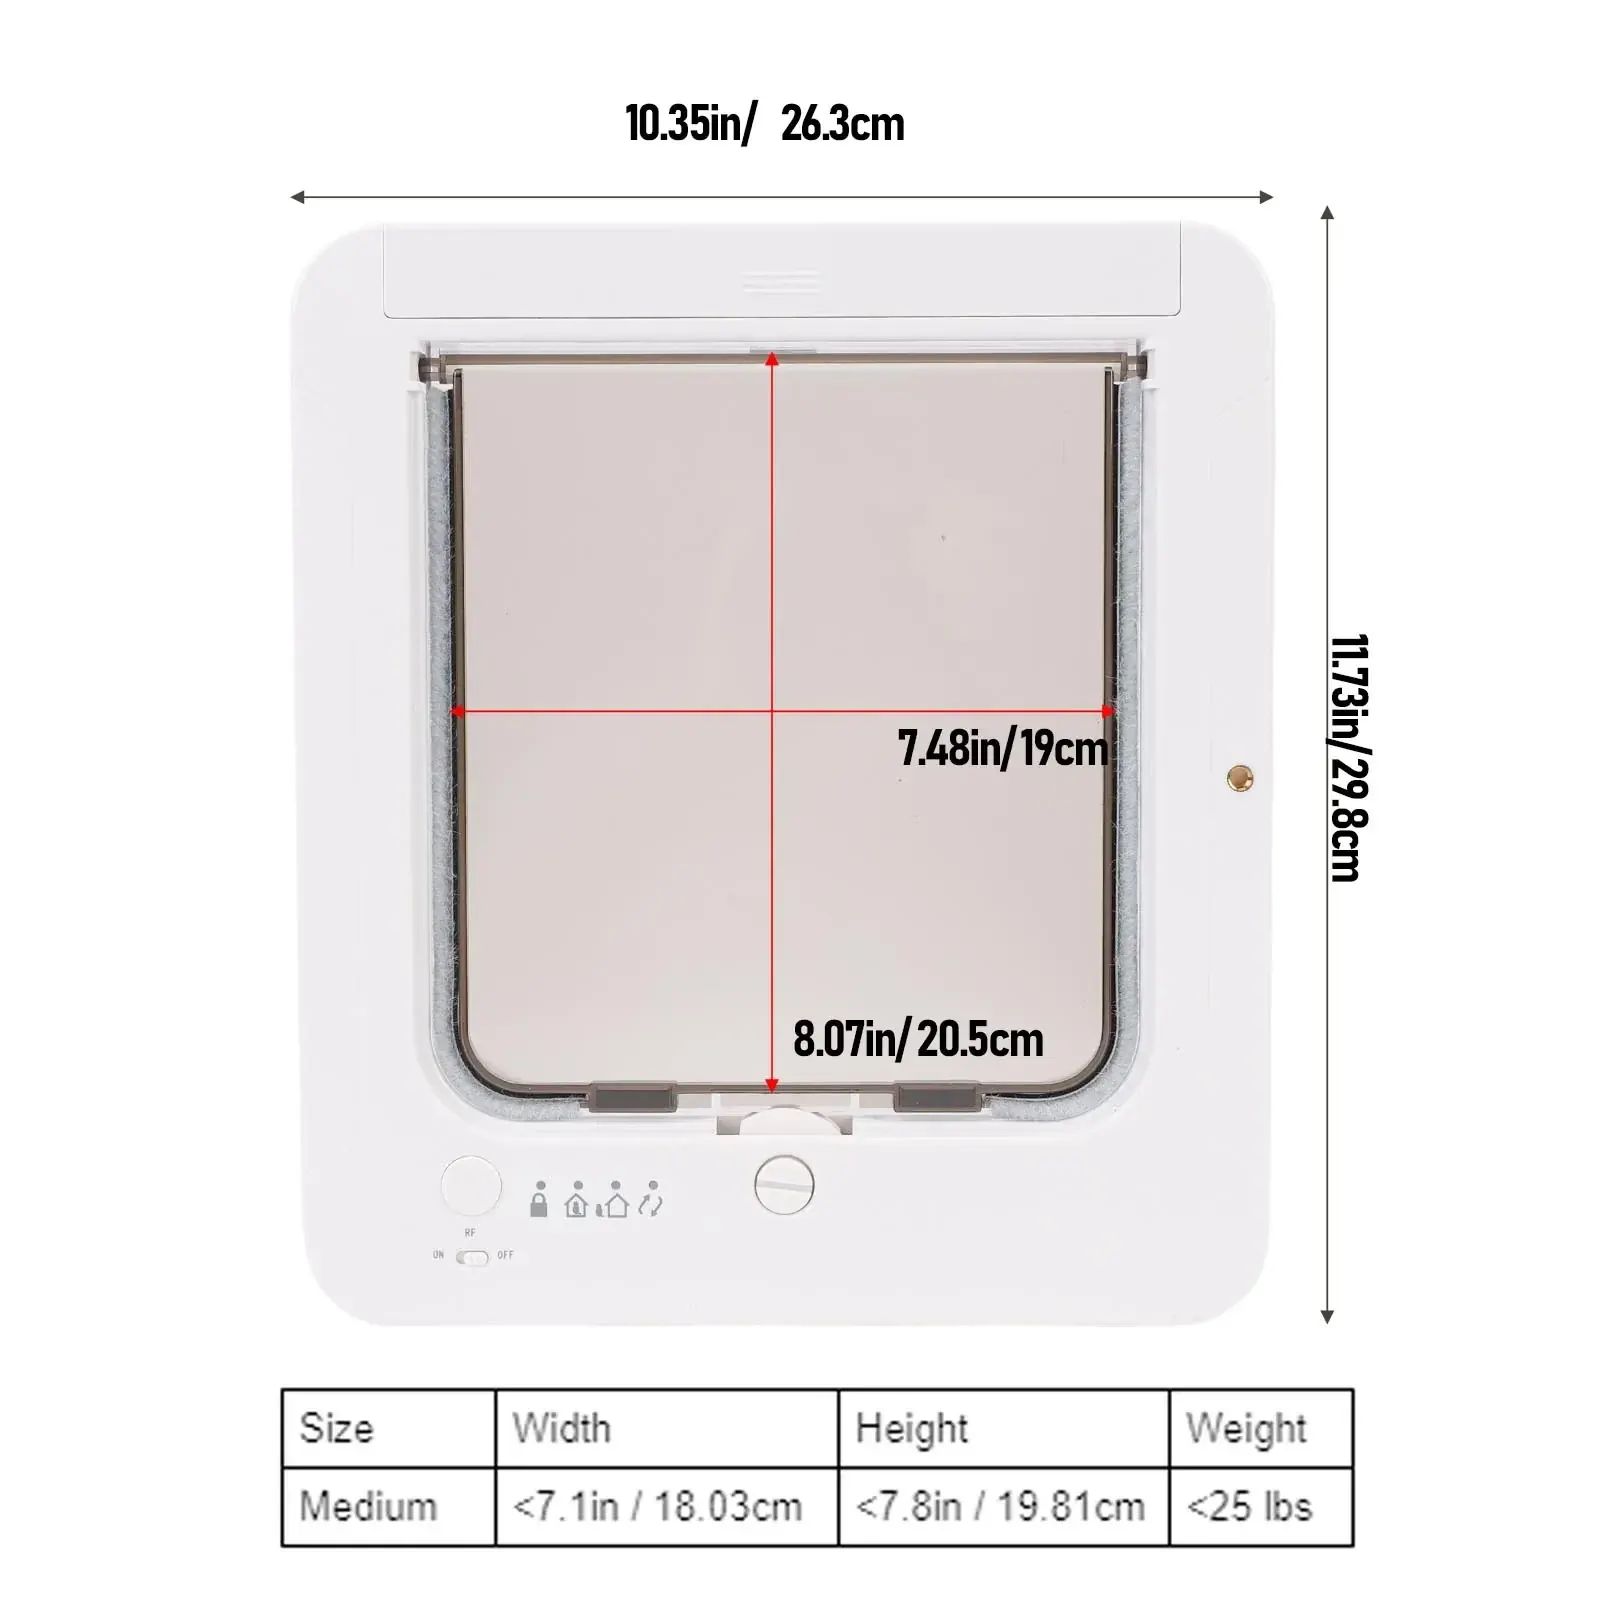 10.35in/ 26.3cm
11.73in/29.8cm
7.48in/19cm
8.07in/20.5cm
RF
ON OFF
Size Width Height Weight
Medium <7.1in / 18.03cm <7.8in / 19.81cm <25 lbs